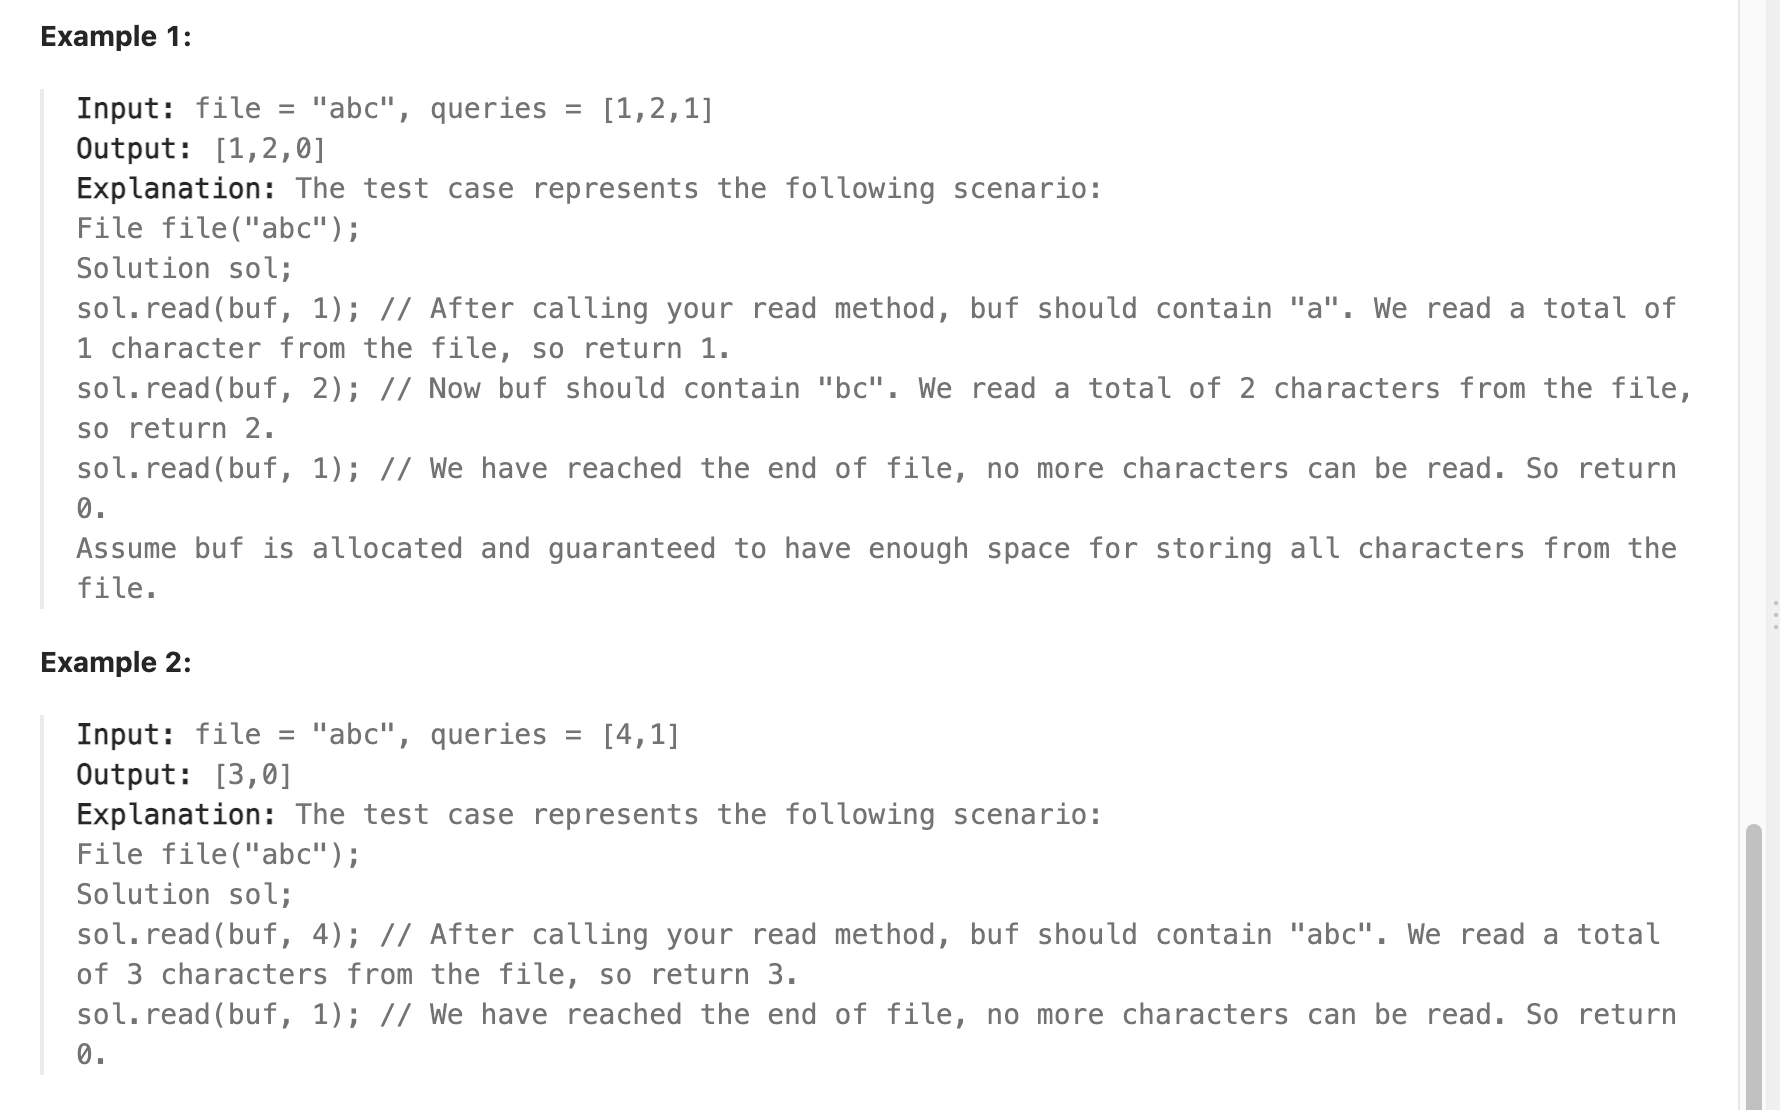 Example 1:
Input: file = "abc", queries = [1,2,1]
Output: [1,2,0]
Explanation: The test case represents the following scenario:
File file("abc");
Solution sol;
sol.read(buf, 1); // After calling your read method, buf should contain "a". We read a total of
1 character from the file, so return 1.
sol.read(buf, 2); // Now buf should contain "bc". We read a total of 2 characters from the file,
so return 2.
sol.read(buf, 1); // We have reached the end of file, no more characters can be read. So return
0.
Assume buf is allocated and guaranteed to have enough space for storing all characters from the
file.
Example 2:
Input: file = "abc", queries = [4,1]
Output: [3,0]
Explanation: The test case represents the following scenario:
File file("abc");
Solution sol;
sol.read(buf, 4); // After calling your read method, buf should contain "abc". We read a total
of 3 characters from the file, so return 3.
sol.read(buf, 1); // We have reached the end of file, no more characters can be read. So return
0.